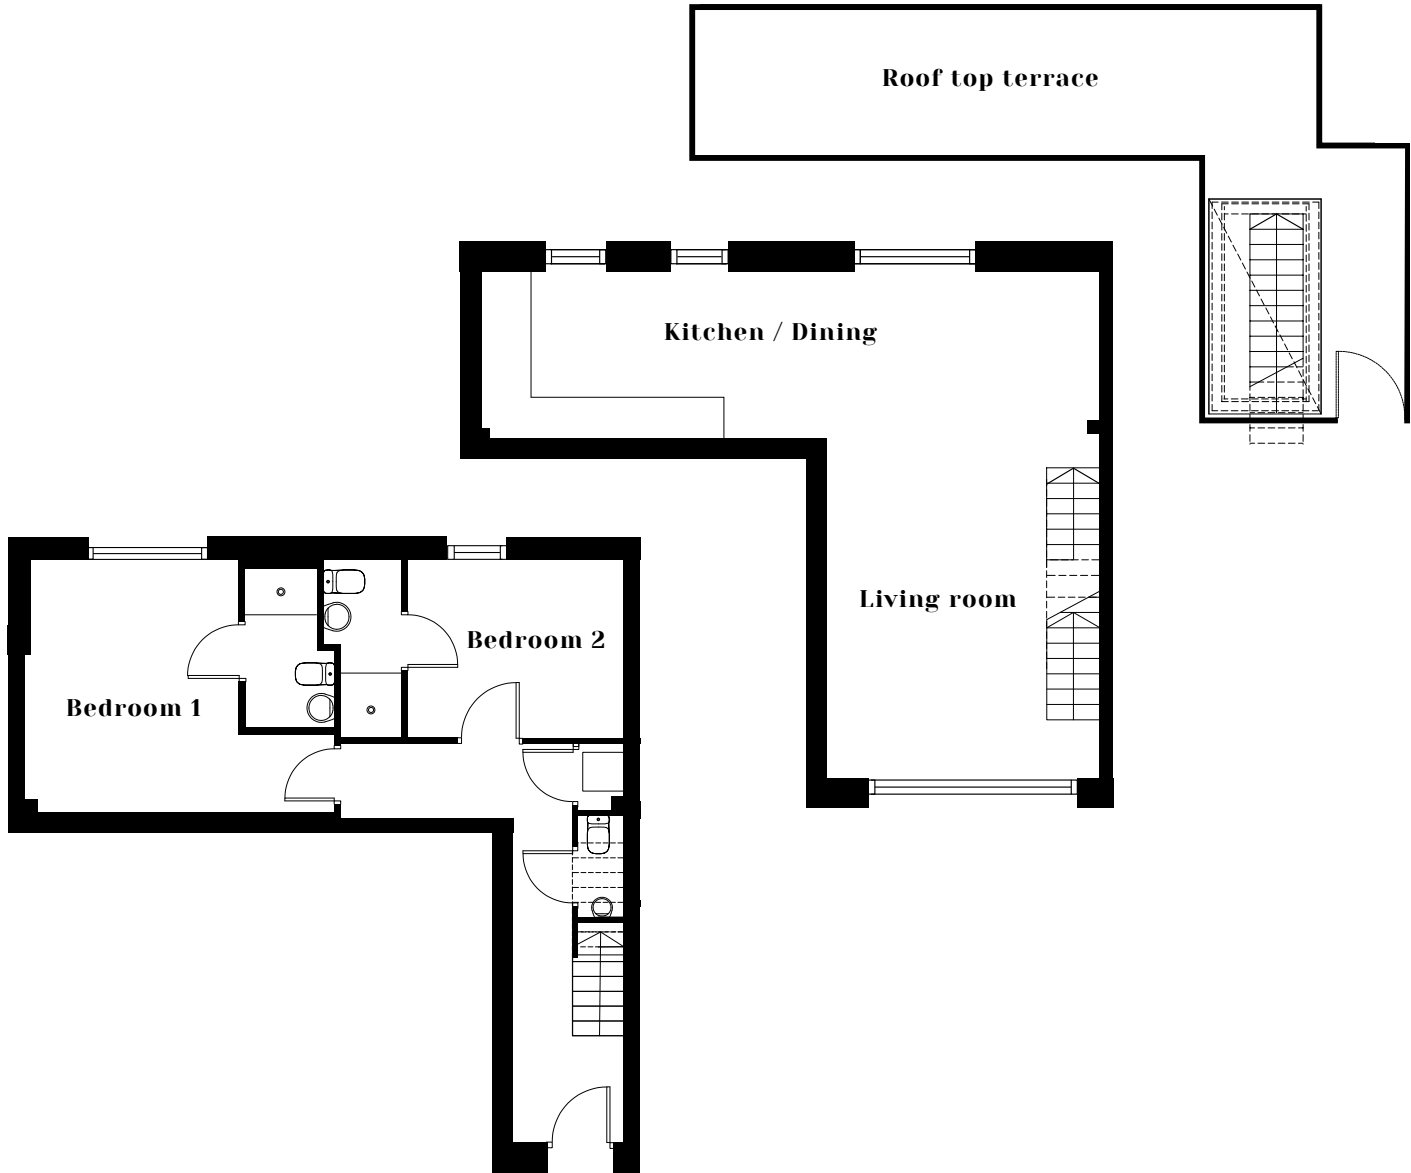 Roof top terrace
Kitchen / Dining
Living room
Bedroom 2
Bedroom 1